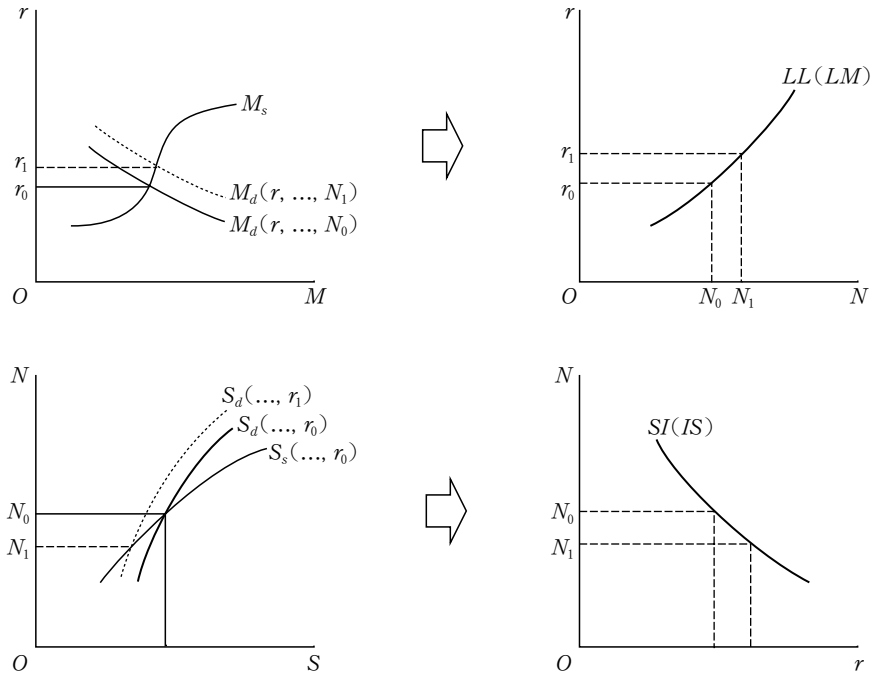 r
M_s
r_1
r_0
M_d(r, ..., N_1)
M_d(r, ..., N_0)
O
M
r
LL(LM)
r_1
r_0
O
N_0
N_1
N
N
S_d(..., r_1)
S_d(..., r_0)
S_s(..., r_0)
N_0
N_1
O
S
N
SI(IS)
N_0
N_1
O
r